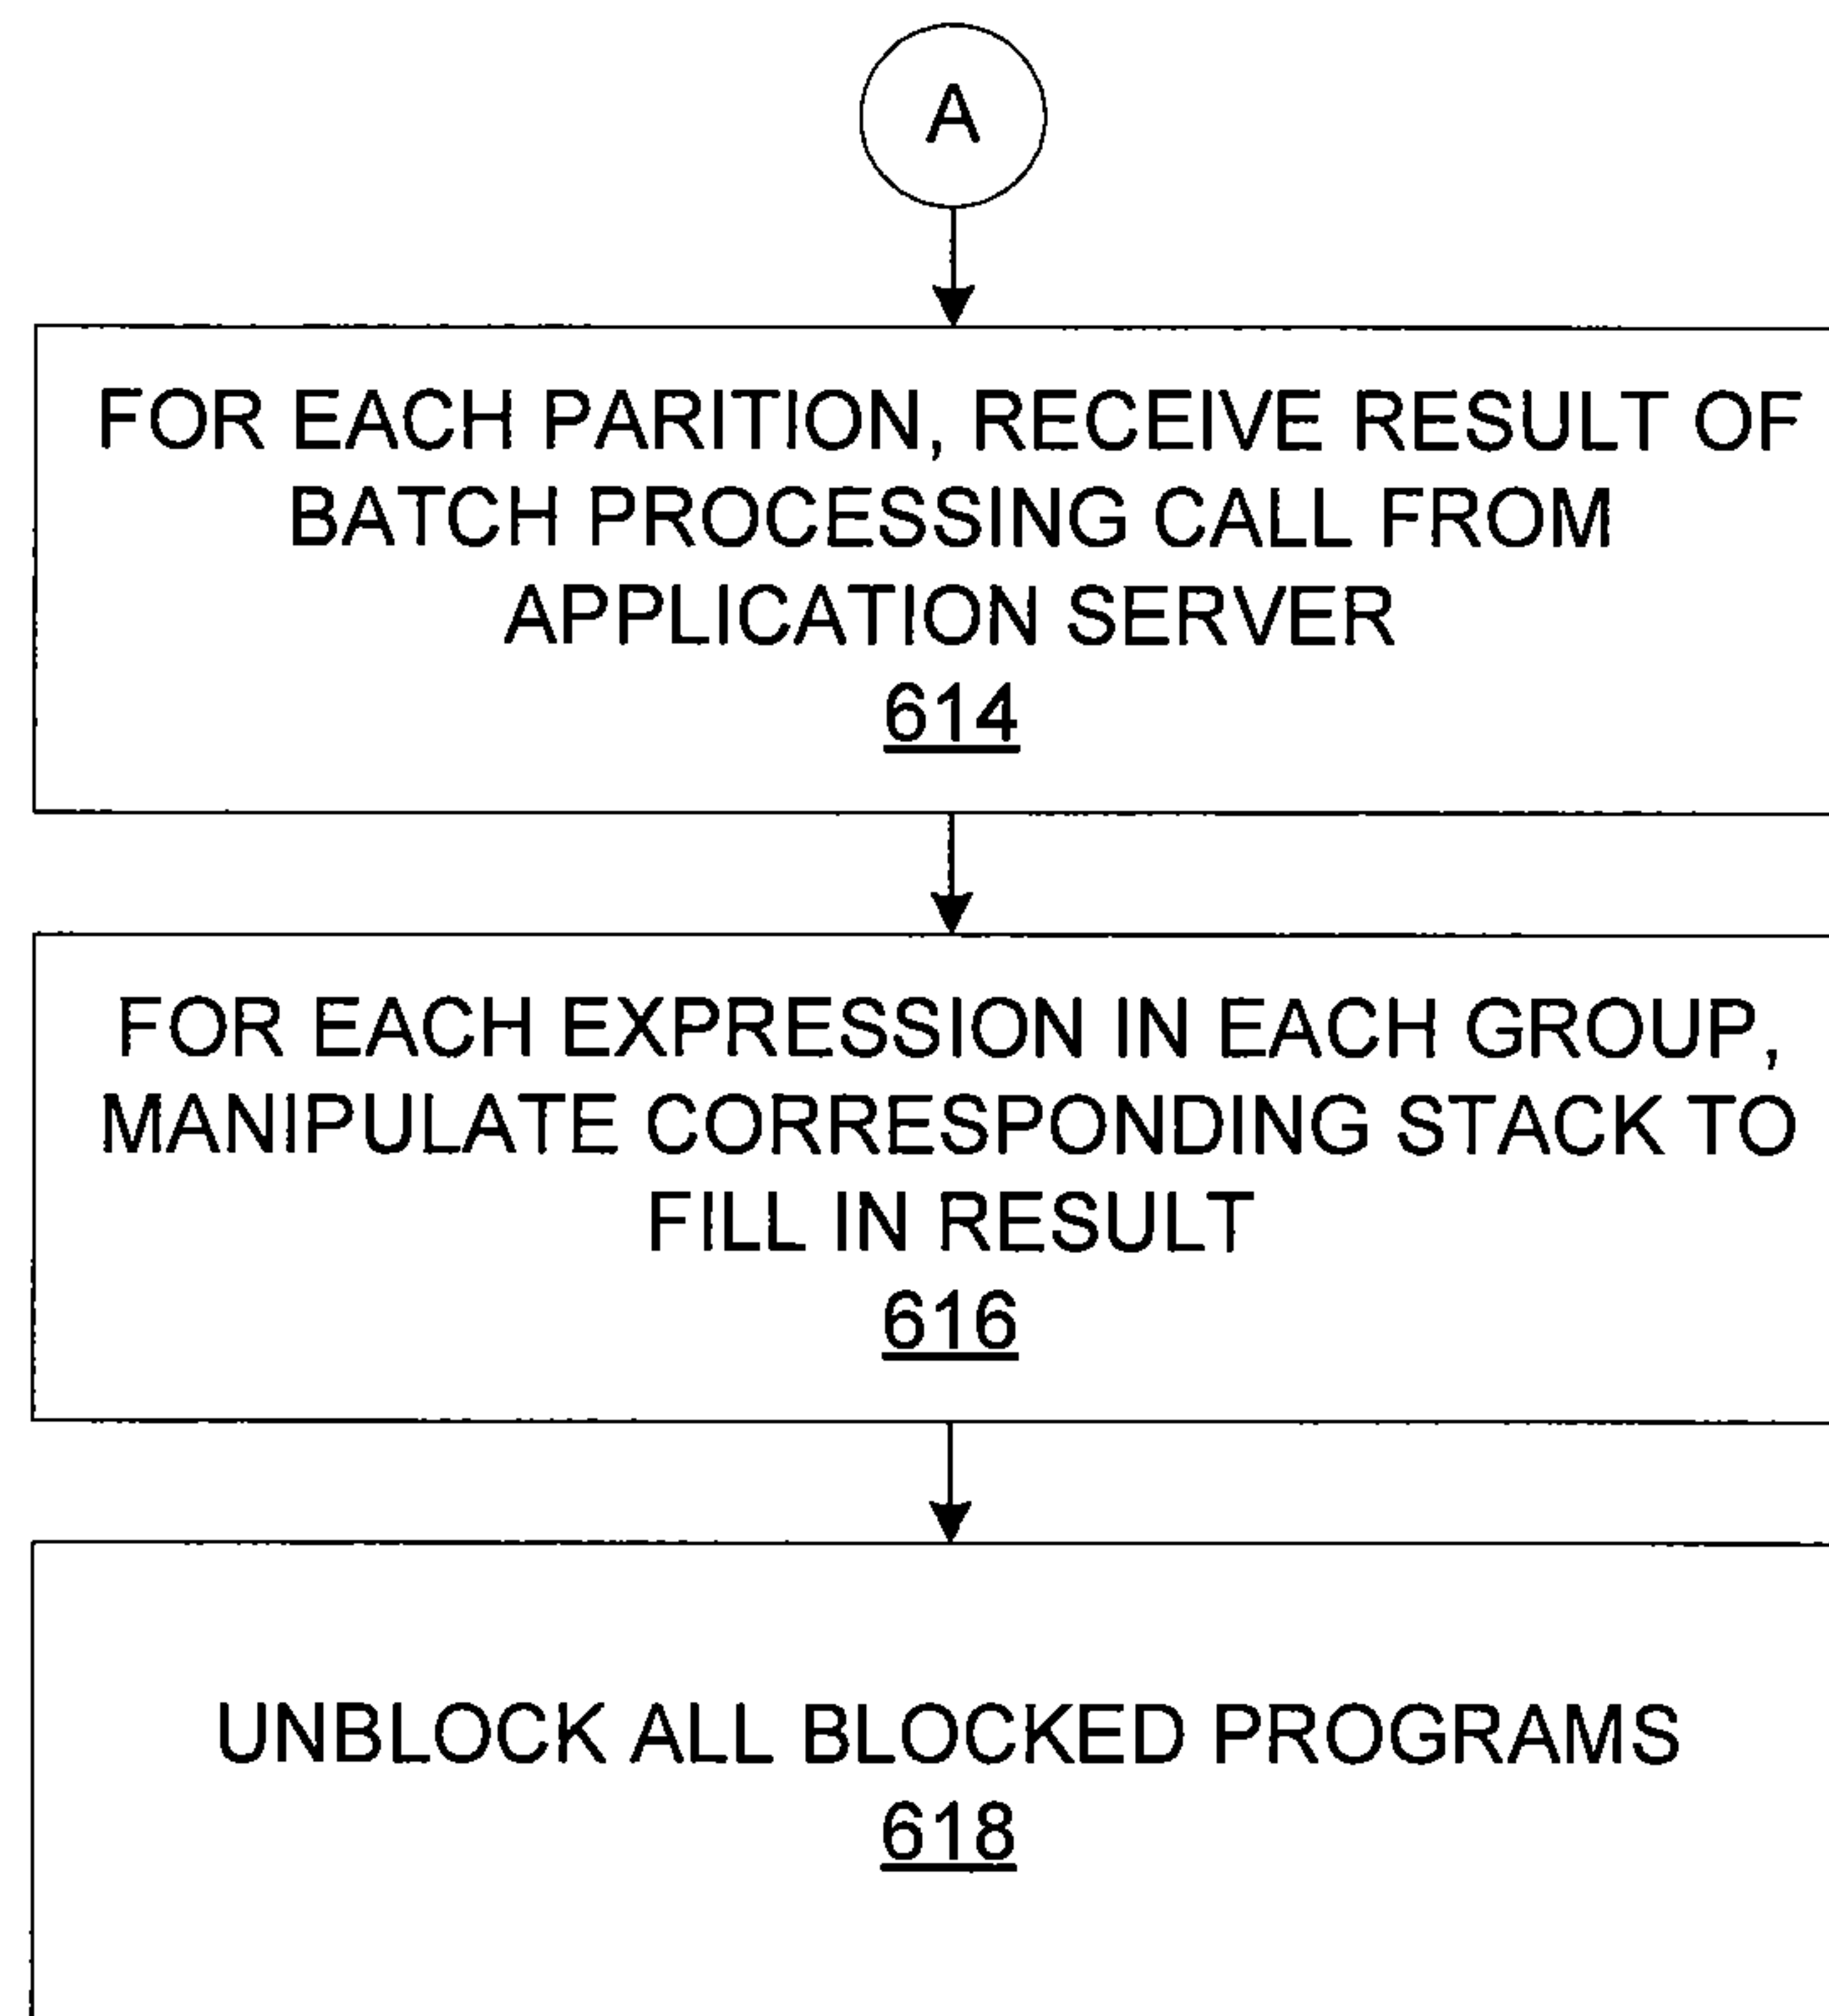 A
FOR EACH PARITION, RECEIVE RESULT OF
BATCH PROCESSING CALL FROM
APPLICATION SERVER
614
FOR EACH EXPRESSION IN EACH GROUP,
MANIPULATE CORRESPONDING STACK TO
FILL IN RESULT
616
UNBLOCK ALL BLOCKED PROGRAMS
618